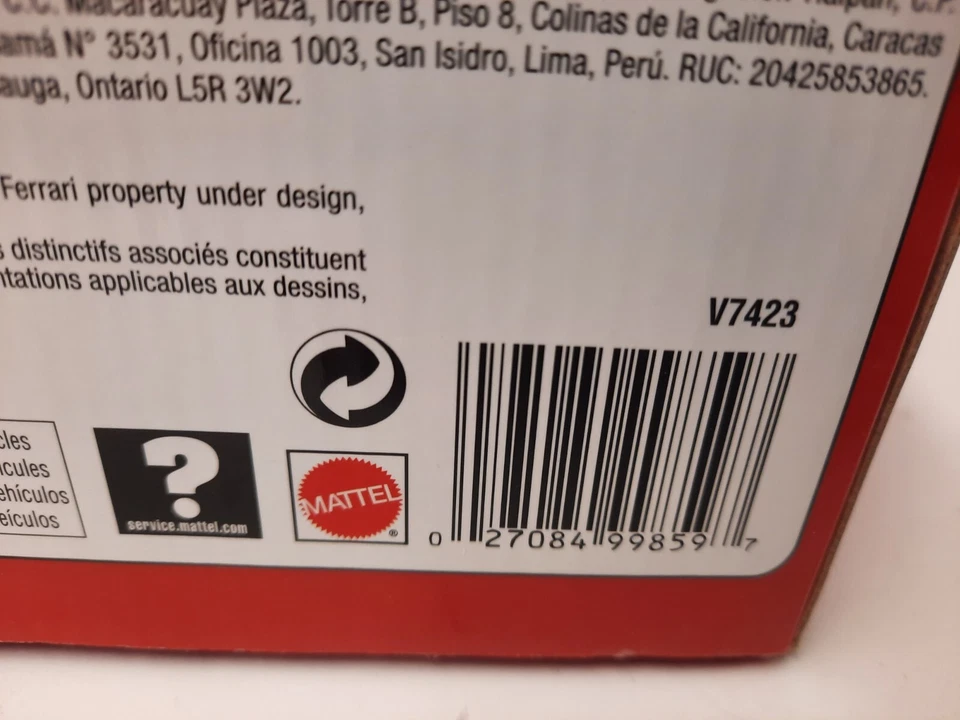 C.C. Macaracuay Plaza, Torre B, Piso 8, Colinas de la California, Caracas
amá N° 3531, Oficina 1003, San Isidro, Lima, Perú. RUC: 20425853865.
auga, Ontario L5R 3W2.
Ferrari property under design,
s distinctifs associés constituent
ntations applicables aux dessins,
V7423
cles
icules
ehículos
eículos
?
service.mattel.com
MATTEL
®
0 27084 99859 7